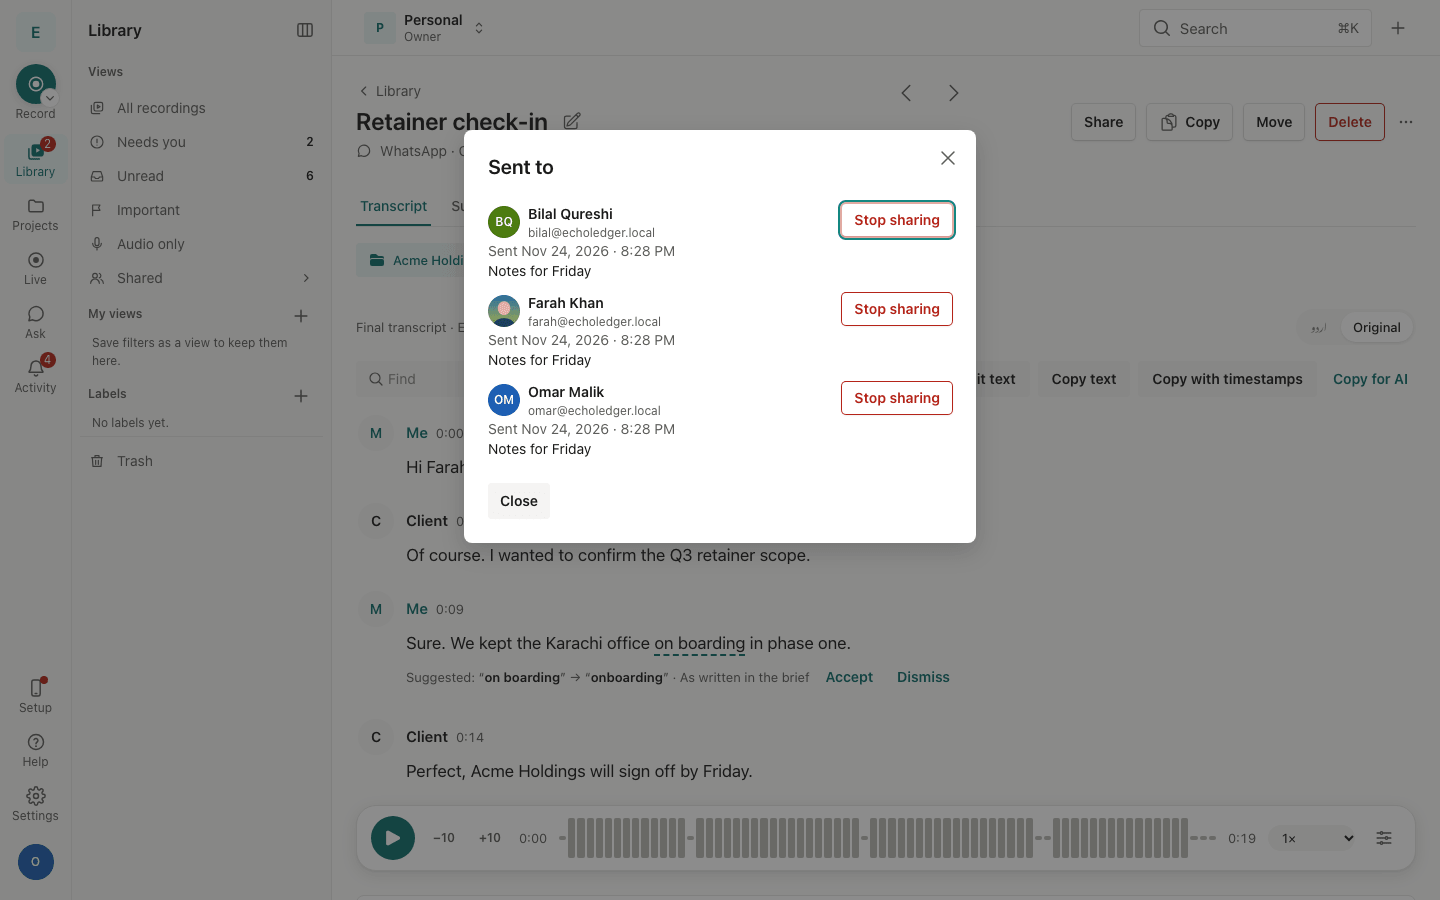 E
Library
P
Personal
Owner
Search
⌘K
Views
Record
All recordings
Needs you
2
2
Library
Unread
6
Projects
Important
Audio only
Live
Shared
Ask
My views
Save filters as a view to keep them
here.
4
Activity
Labels
No labels yet.
Trash
Setup
Help
Settings
O
Library
Retainer check-in
Share
Copy
Move
Delete
WhatsApp ·
Transcript
Acme Holdi
Final transcript ·
اردو
Original
Find
it text
Copy text
Copy with timestamps
Copy for AI
M
Me 0:00
Hi Farah
C
Client
Of course. I wanted to confirm the Q3 retainer scope.
M
Me 0:09
Sure. We kept the Karachi office on boarding in phase one.
Suggested: “on boarding” → “onboarding” · As written in the brief
Accept
Dismiss
C
Client 0:14
Perfect, Acme Holdings will sign off by Friday.
−10
+10
0:00
0:19
1×
Sent to
BQ
Bilal Qureshi
bilal@echoledger.local
Stop sharing
Sent Nov 24, 2026 · 8:28 PM
Notes for Friday
Farah Khan
farah@echoledger.local
Stop sharing
Sent Nov 24, 2026 · 8:28 PM
Notes for Friday
OM
Omar Malik
omar@echoledger.local
Stop sharing
Sent Nov 24, 2026 · 8:28 PM
Notes for Friday
Close